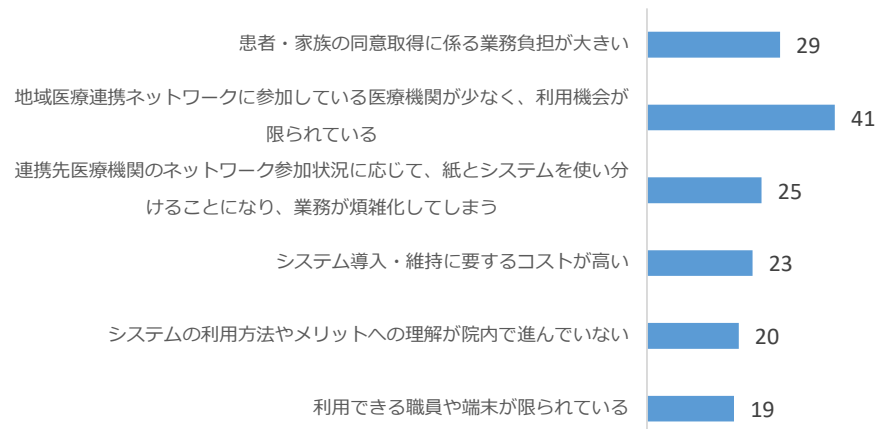 患者・家族の同意取得に係る業務負担が大きい
29
地域医療連携ネットワークに参加している医療機関が少なく、利用機会が
限られている
41
連携先医療機関のネットワーク参加状況に応じて、紙とシステムを使い分
けることになり、業務が煩雑化してしまう
25
システム導入・維持に要するコストが高い
23
システムの利用方法やメリットへの理解が院内で進んでいない
20
利用できる職員や端末が限られている
19